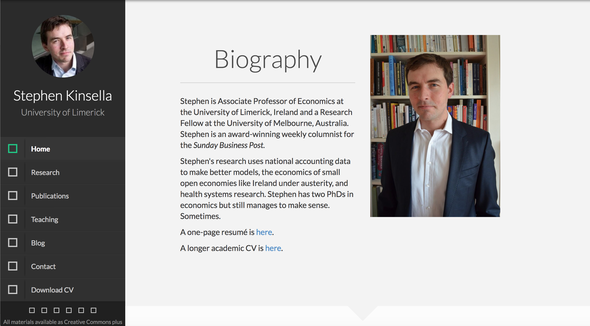 Stephen Kinsella
University of Limerick
Home
Research
Publications
Teaching
Blog
Contact
Download CV
All materials available as Creative Commons plus
Biography
Stephen is Associate Professor of Economics at
the University of Limerick, Ireland and a Research
Fellow at the University of Melbourne, Australia.
Stephen is an award-winning weekly columnist for
the Sunday Business Post.
Stephen's research uses national accounting data
to make better models, the economics of small
open economies like Ireland under austerity, and
health systems research. Stephen has two PhDs in
economics but still manages to make sense.
Sometimes.
A one-page resumé is here.
A longer academic CV is here.